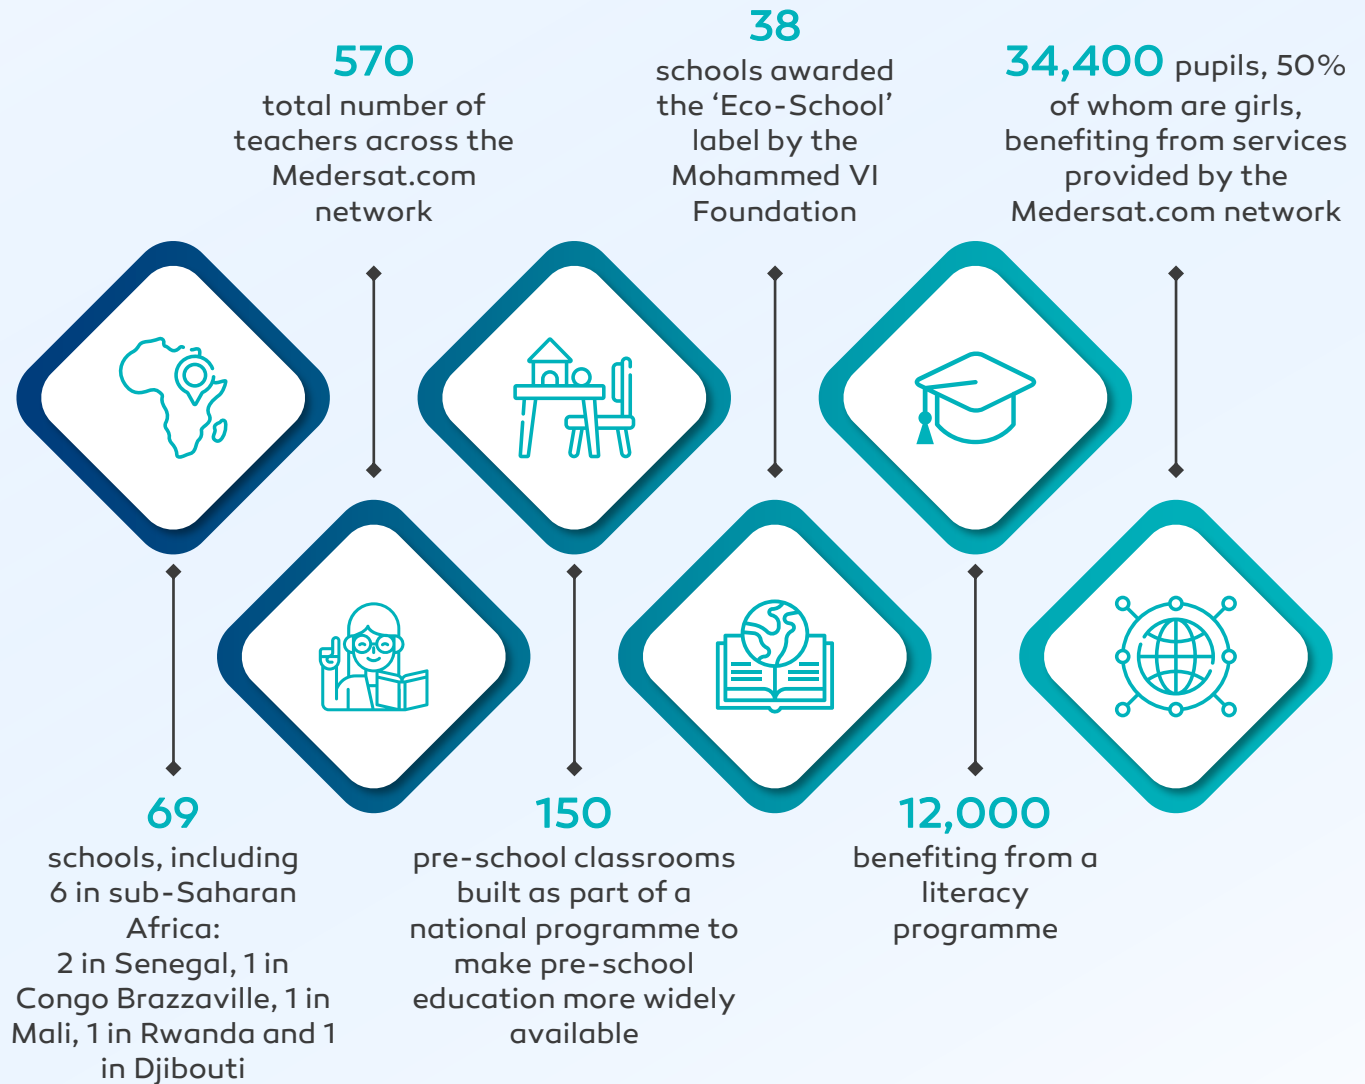 570
total number of
teachers across the
Medersat.com
network
38
schools awarded
the ‘Eco-School’
label by the
Mohammed VI
Foundation
34,400 pupils, 50%
of whom are girls,
benefiting from services
provided by the
Medersat.com network
69
schools, including
6 in sub-Saharan
Africa:
2 in Senegal, 1 in
Congo Brazzaville, 1 in
Mali, 1 in Rwanda and 1
in Djibouti
150
pre-school classrooms
built as part of a
national programme to
make pre-school
education more widely
available
12,000
benefiting from a
literacy
programme